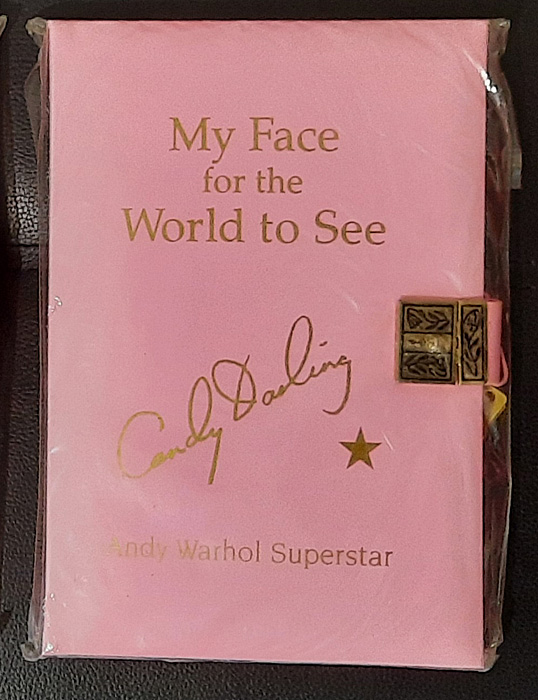 My Face
for the
World to See
Candy Darling
Andy Warhol Superstar